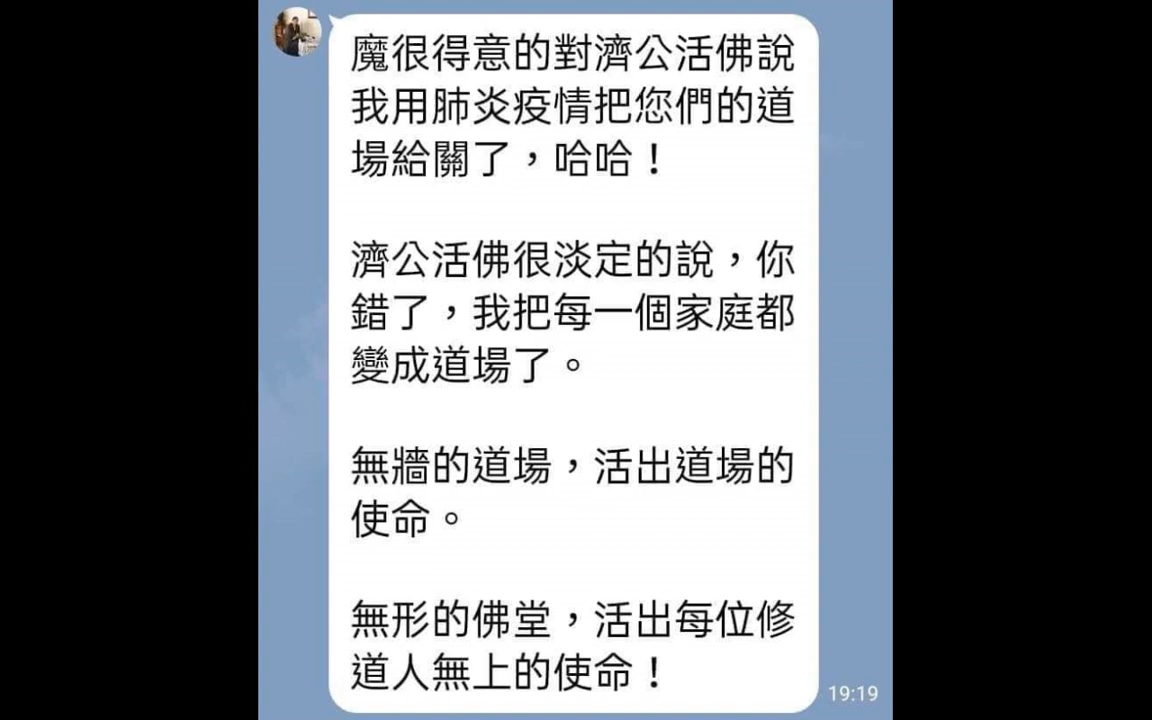 魔很得意的對濟公活佛說
我用肺炎疫情把您們的道
場給關了，哈哈！
濟公活佛很淡定的說，你
錯了，我把每一個家庭都
變成道場了。
無牆的道場，活出道場的
使命。
無形的佛堂，活出每位修
道人無上的使命！
19:19